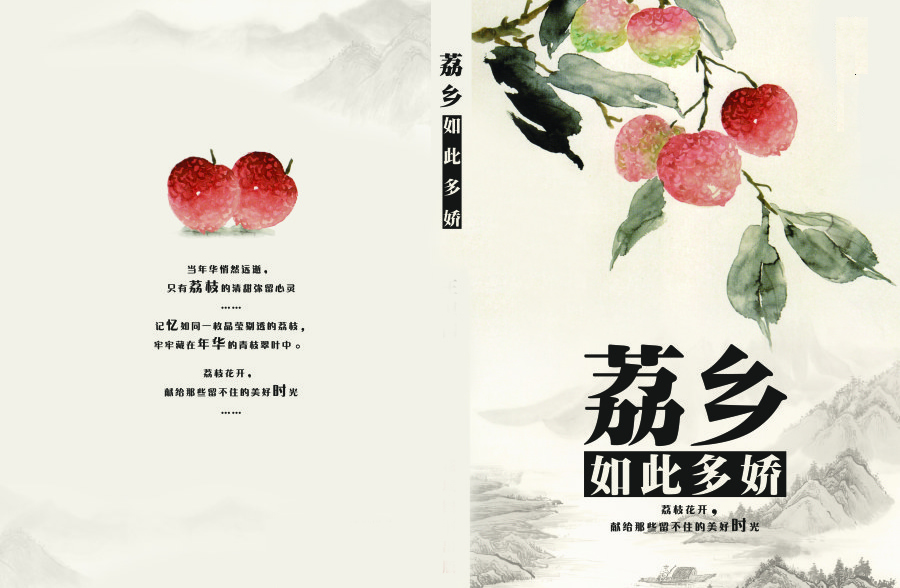 当年华悄然远逝，
只有荔枝的清甜弥留心灵
……
记忆如同一枚晶莹剔透的荔枝，
牢牢藏在年华的青枝翠叶中。
荔枝花开，
献给那些留不住的美好时光
……
荔乡如此多娇
荔乡
如此多娇
荔枝花开，
献给那些留不住的美好时光